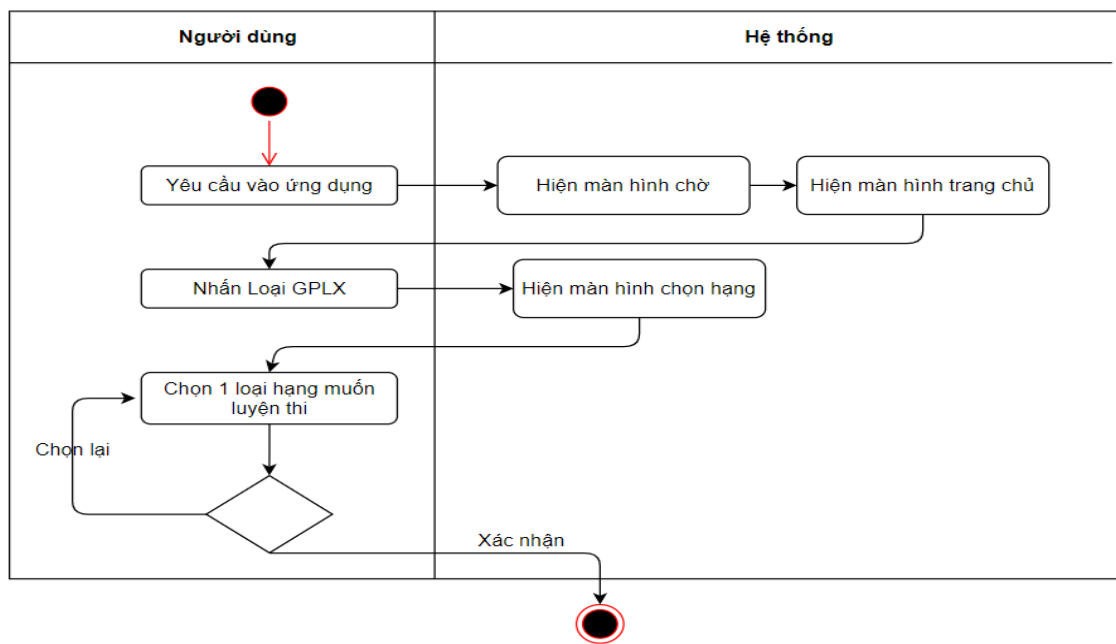 Người dùng
Hệ thống
Yêu cầu vào ứng dụng
Hiện màn hình chờ
Hiện màn hình trang chủ
Nhấn Loại GPLX
Hiện màn hình chọn hạng
Chọn 1 loại hạng muốn
luyện thi
Chọn lại
Xác nhận